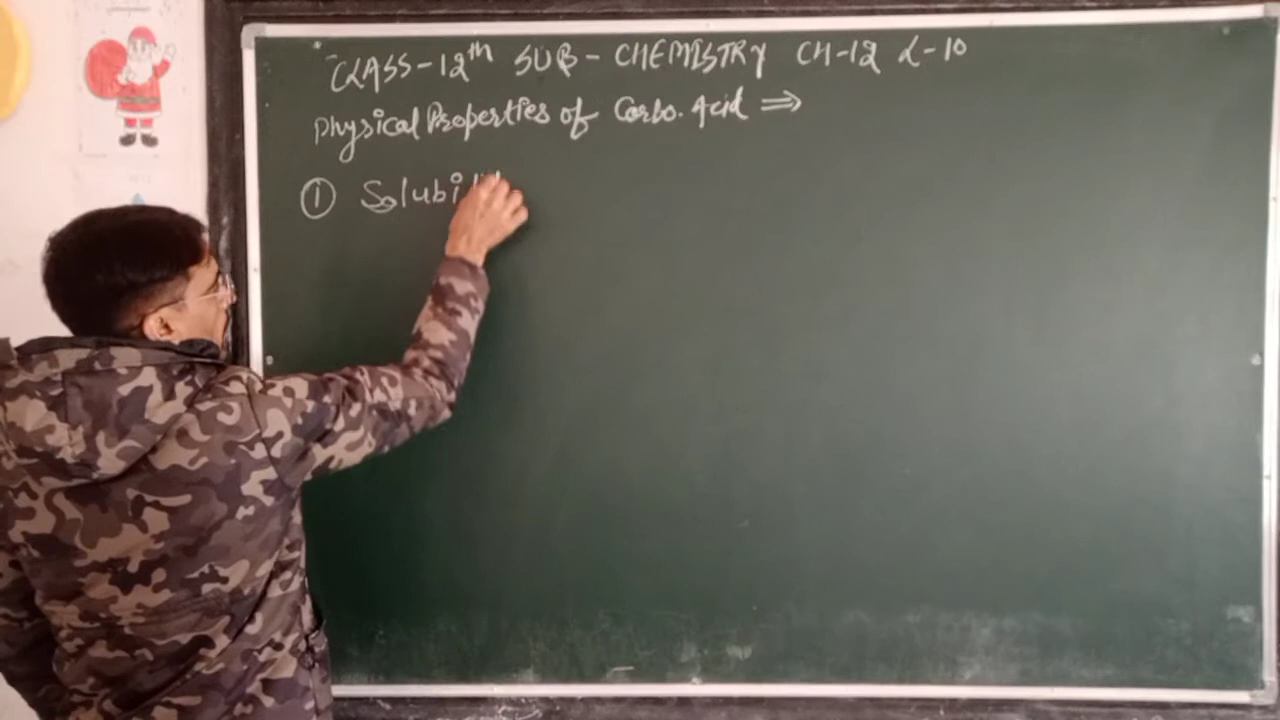 CLASS-12th SUB- CHEMISTRY CH-12 L-10
Physical Properties of Carbo. Acid ⇒
① Solubili